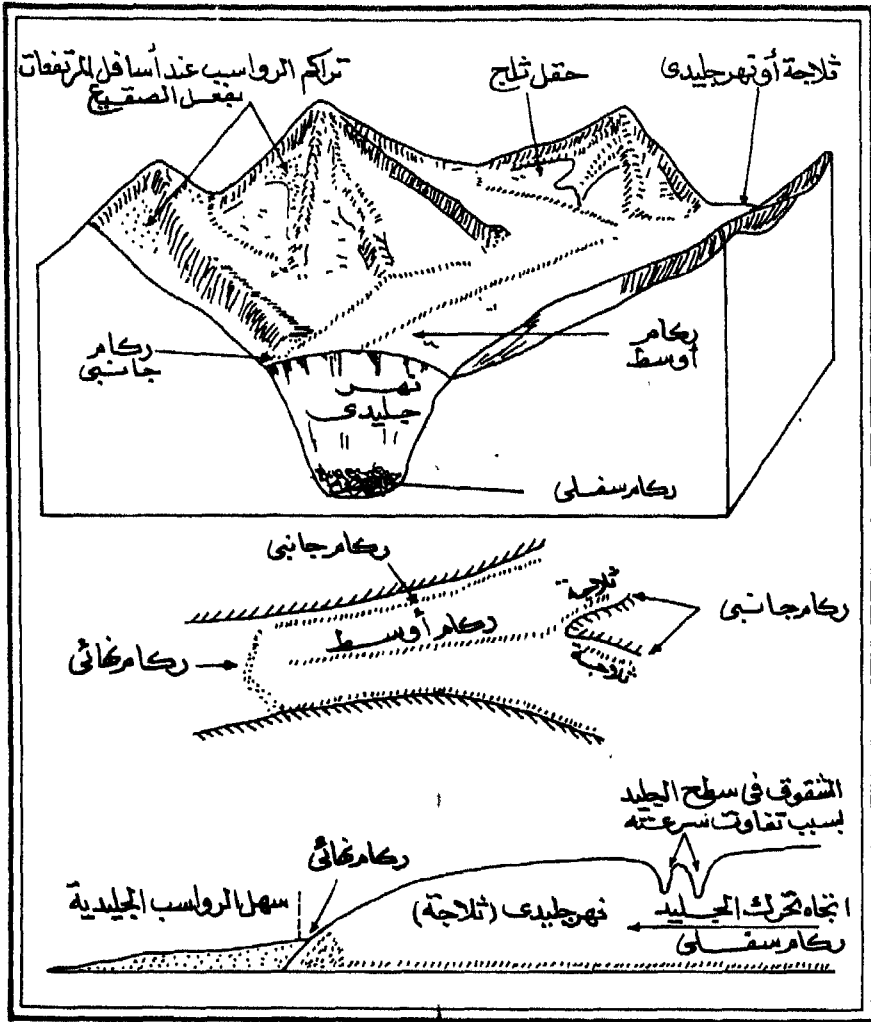 تراكم الرواسب عند أسافل المرتفعات
بفعل الصقيع
حقل ثلج
ثلاجة أو نهر جليدى
ركام
جانبى
ركام
أوسط
نهر
جليدى
ركام سفلى
ركام جانبى
ثلاجة
ركام جانبى
ركام أوسط
ركام نهائى
ثلاجة
الشقوق فى سطح الجليد
بسبب تفاوت سرعته
ركام نهائى
سهل الرواسب الجليدية
نهر جليدى (ثلاجة)
اتجاه تحرك الجليد
ركام سفلى